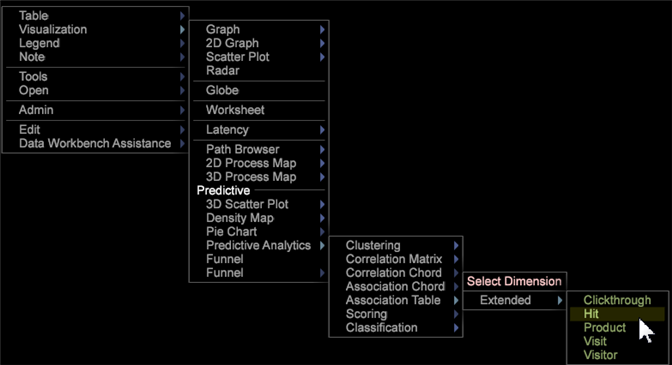 Table
Visualization
Legend
Note
Tools
Open
Admin
Edit
Data Workbench Assistance
Graph
2D Graph
Scatter Plot
Radar
Globe
Worksheet
Latency
Path Browser
2D Process Map
3D Process Map
Predictive
3D Scatter Plot
Density Map
Pie Chart
Predictive Analytics
Funnel
Funnel
Clustering
Correlation Matrix
Correlation Chord
Association Chord
Association Table
Scoring
Classification
Select Dimension
Extended
Clickthrough
Hit
Product
Visit
Visitor